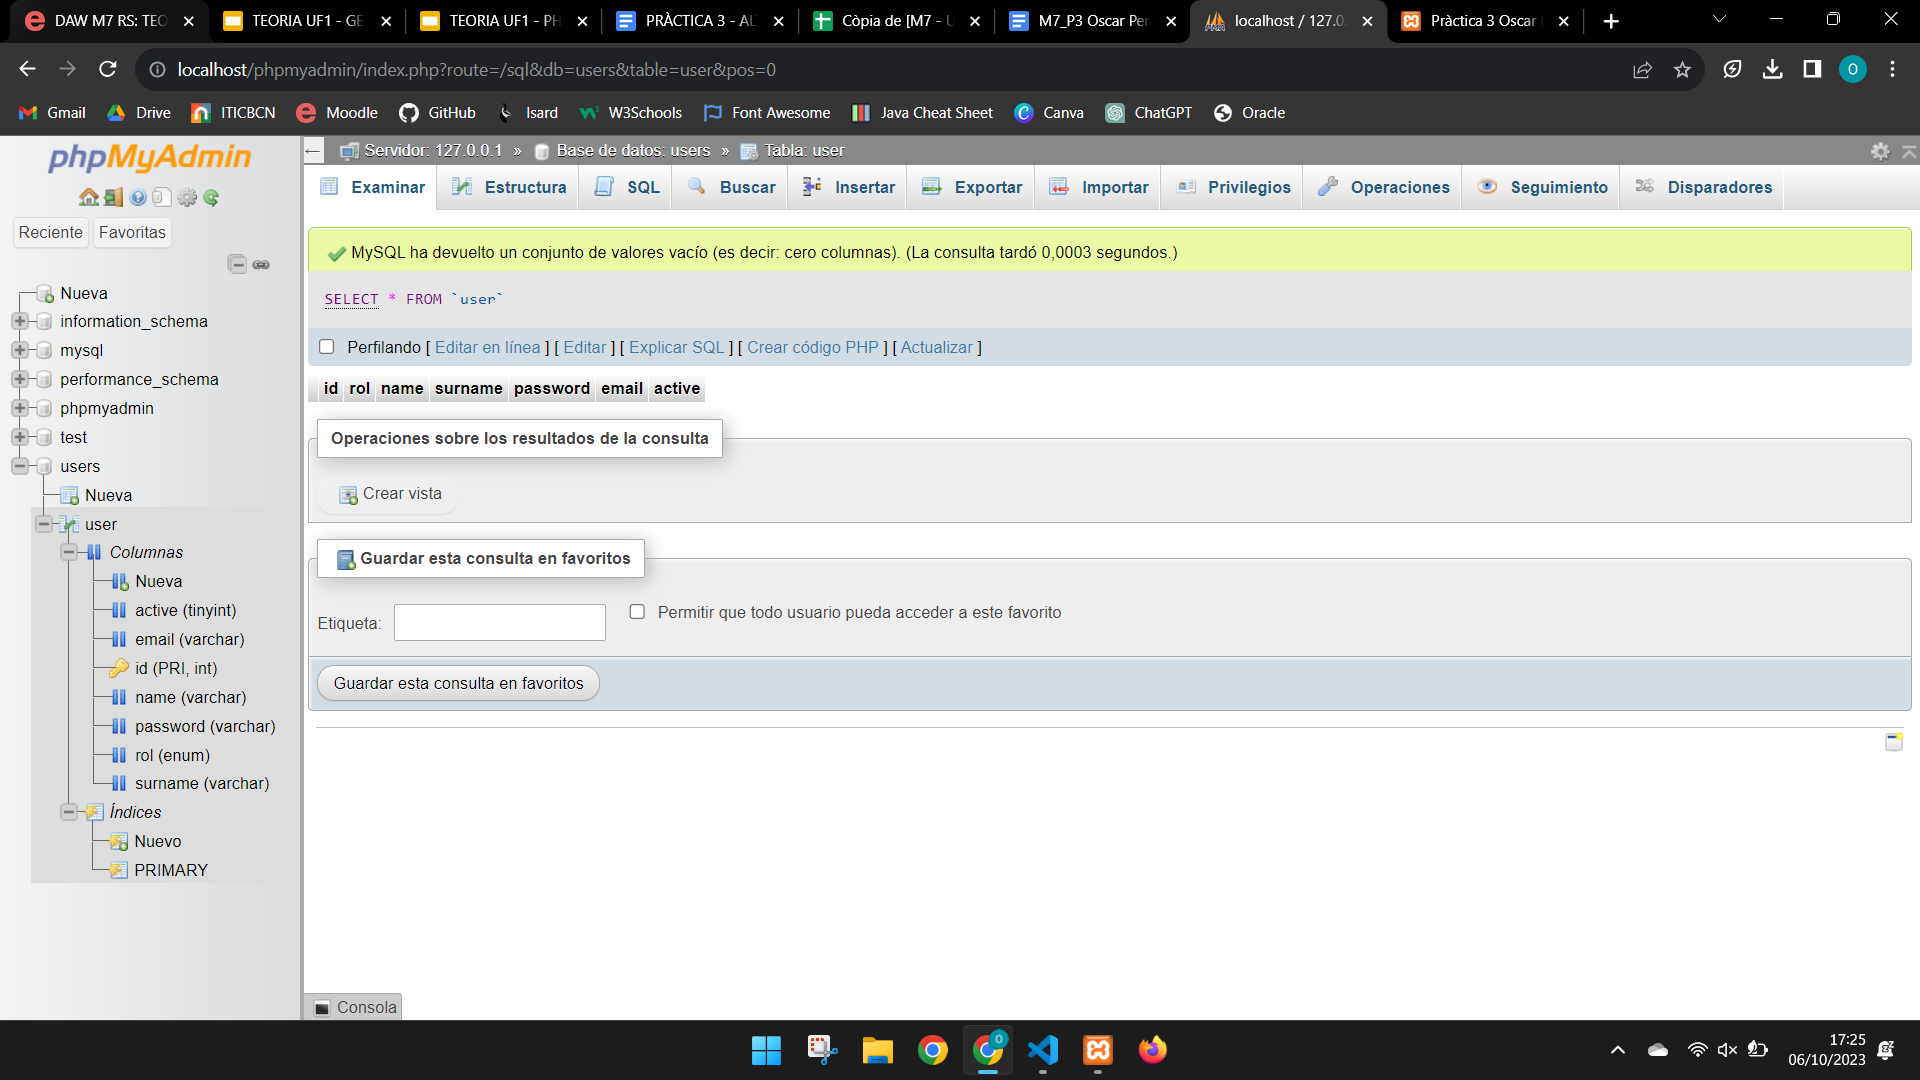 DAW M7 RS: TEO
TEORIA UF1 - GE
TEORIA UF1 - PH
PRÀCTICA 3 - AL
Còpia de [M7 - U
M7_P3 Oscar Per
localhost / 127.0.
Pràctica 3 Oscar
localhost/phpmyadmin/index.php?route=/sql&db=users&table=user&pos=0
O
Gmail
Drive
ITICBCN
Moodle
GitHub
Isard
W3Schools
Font Awesome
Java Cheat Sheet
Canva
ChatGPT
Oracle
phpMyAdmin
Reciente
Favoritas
Nueva
information_schema
mysql
performance_schema
phpmyadmin
test
users
Nueva
user
Columnas
Nueva
active (tinyint)
email (varchar)
id (PRI, int)
name (varchar)
password (varchar)
rol (enum)
surname (varchar)
Índices
Nuevo
PRIMARY
Servidor: 127.0.0.1 » Base de datos: users » Tabla: user
Examinar
Estructura
SQL
Buscar
Insertar
Exportar
Importar
Privilegios
Operaciones
Seguimiento
Disparadores
MySQL ha devuelto un conjunto de valores vacío (es decir: cero columnas). (La consulta tardó 0,0003 segundos.)
SELECT * FROM `user`
Perfilando [ Editar en línea ] [ Editar ] [ Explicar SQL ] [ Crear código PHP ] [ Actualizar ]
id rol name surname password email active
Operaciones sobre los resultados de la consulta
Crear vista
Guardar esta consulta en favoritos
Etiqueta:
Permitir que todo usuario pueda acceder a este favorito
Guardar esta consulta en favoritos
Consola
17:25
06/10/2023